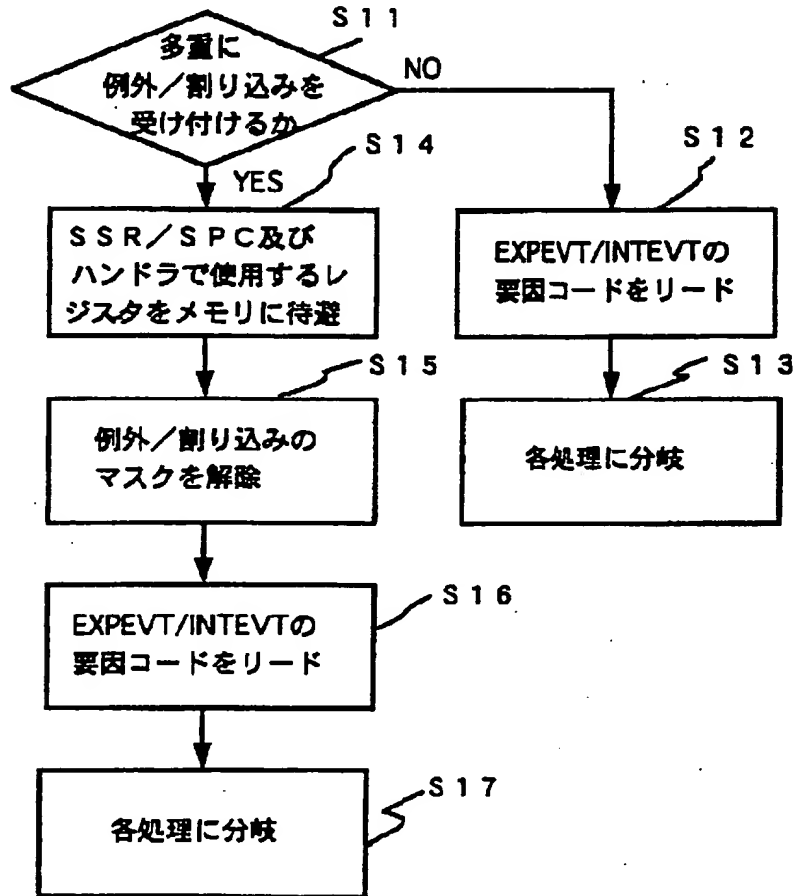 S11
多重に
例外／割り込みを
受け付けるか
NO
YES
S14
SSR／SPC及び
ハンドラで使用するレ
ジスタをメモリに待避
S12
EXPEVT/INTEVTの
要因コードをリード
S15
例外／割り込みの
マスクを解除
S13
各処理に分岐
S16
EXPEVT/INTEVTの
要因コードをリード
S17
各処理に分岐